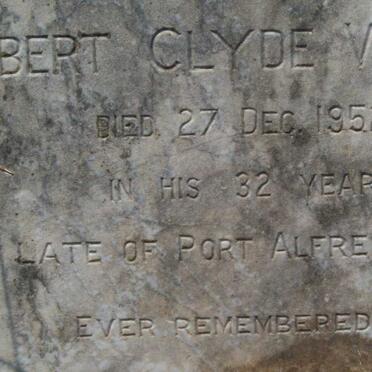 BERT CLYDE
DIED 27 DEC. 195
IN HIS 32 YEAR
LATE OF PORT ALFRE
EVER REMEMBERED